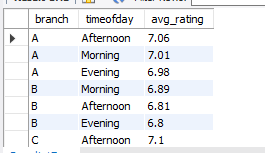 branch timeofday avg_rating
A Afternoon 7.06
A Morning 7.01
A Evening 6.98
B Morning 6.89
B Afternoon 6.81
B Evening 6.8
C Afternoon 7.1